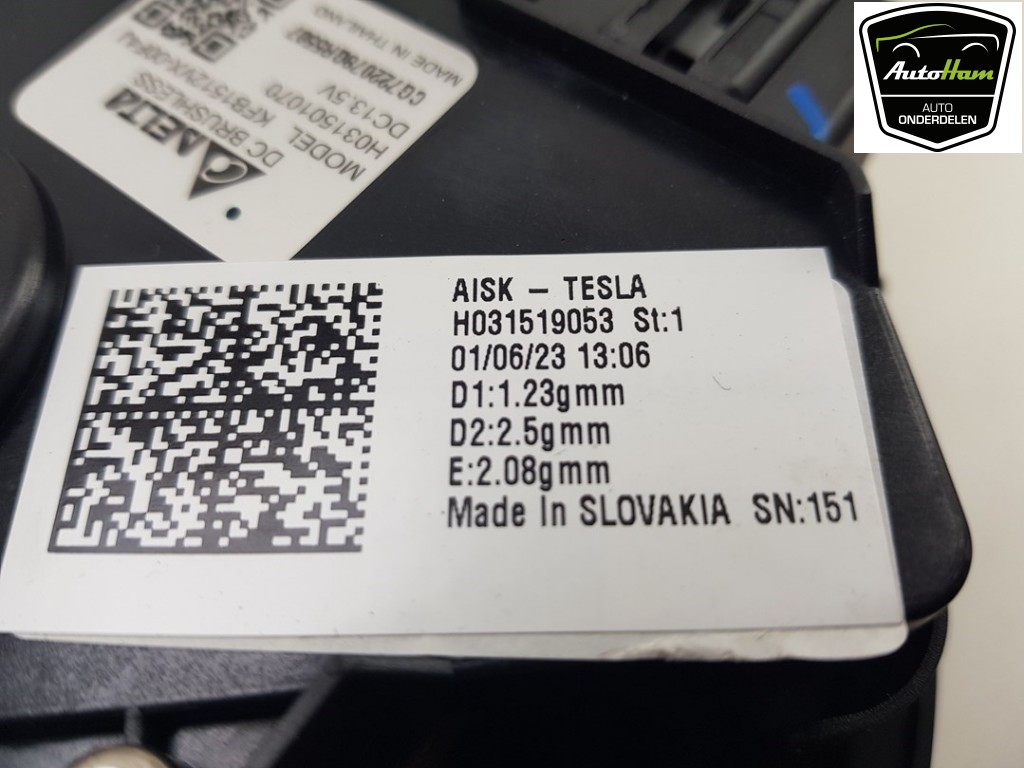 AutoHam
AUTO
ONDERDELEN
DELTA
DC BRUSHLESS
MODEL
H031501070
DC13.5V
MADE IN THAILAND
AISK – TESLA
H031519053 St:1
01/06/23 13:06
D1:1.23gmm
D2:2.5gmm
E:2.08gmm
Made In SLOVAKIA SN:151